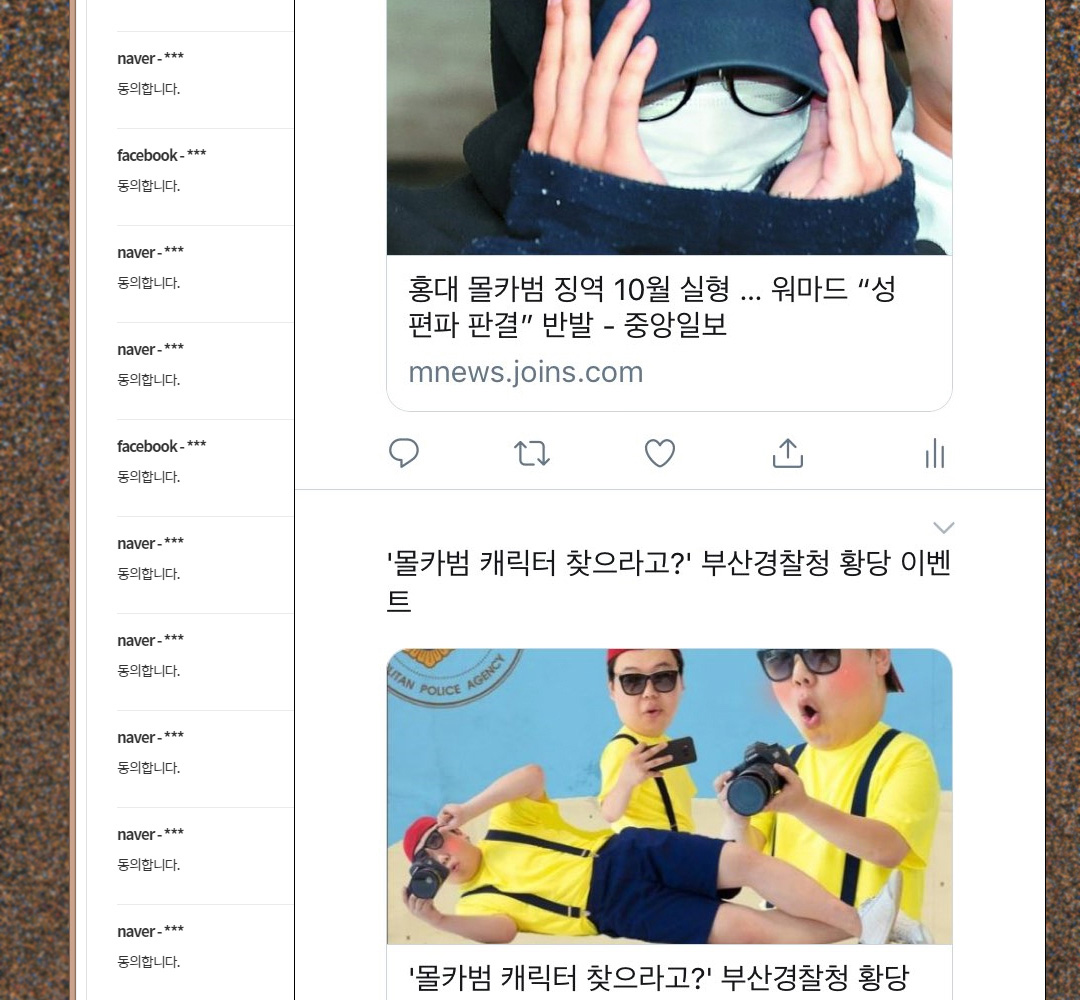 naver - ***
동의합니다.
facebook - ***
동의합니다.
naver - ***
동의합니다.
naver - ***
동의합니다.
facebook - ***
동의합니다.
naver - ***
동의합니다.
naver - ***
동의합니다.
naver - ***
동의합니다.
naver - ***
동의합니다.
naver - ***
동의합니다.
홍대 몰카범 징역 10월 실형 ... 워마드 “성
편파 판결” 반발 - 중앙일보
mnews.joins.com
'몰카범 캐릭터 찾으라고?' 부산경찰청 황당 이벤
트
ITAN POLICE AGENCY
'몰카범 캐릭터 찾으라고?' 부산경찰청 황당